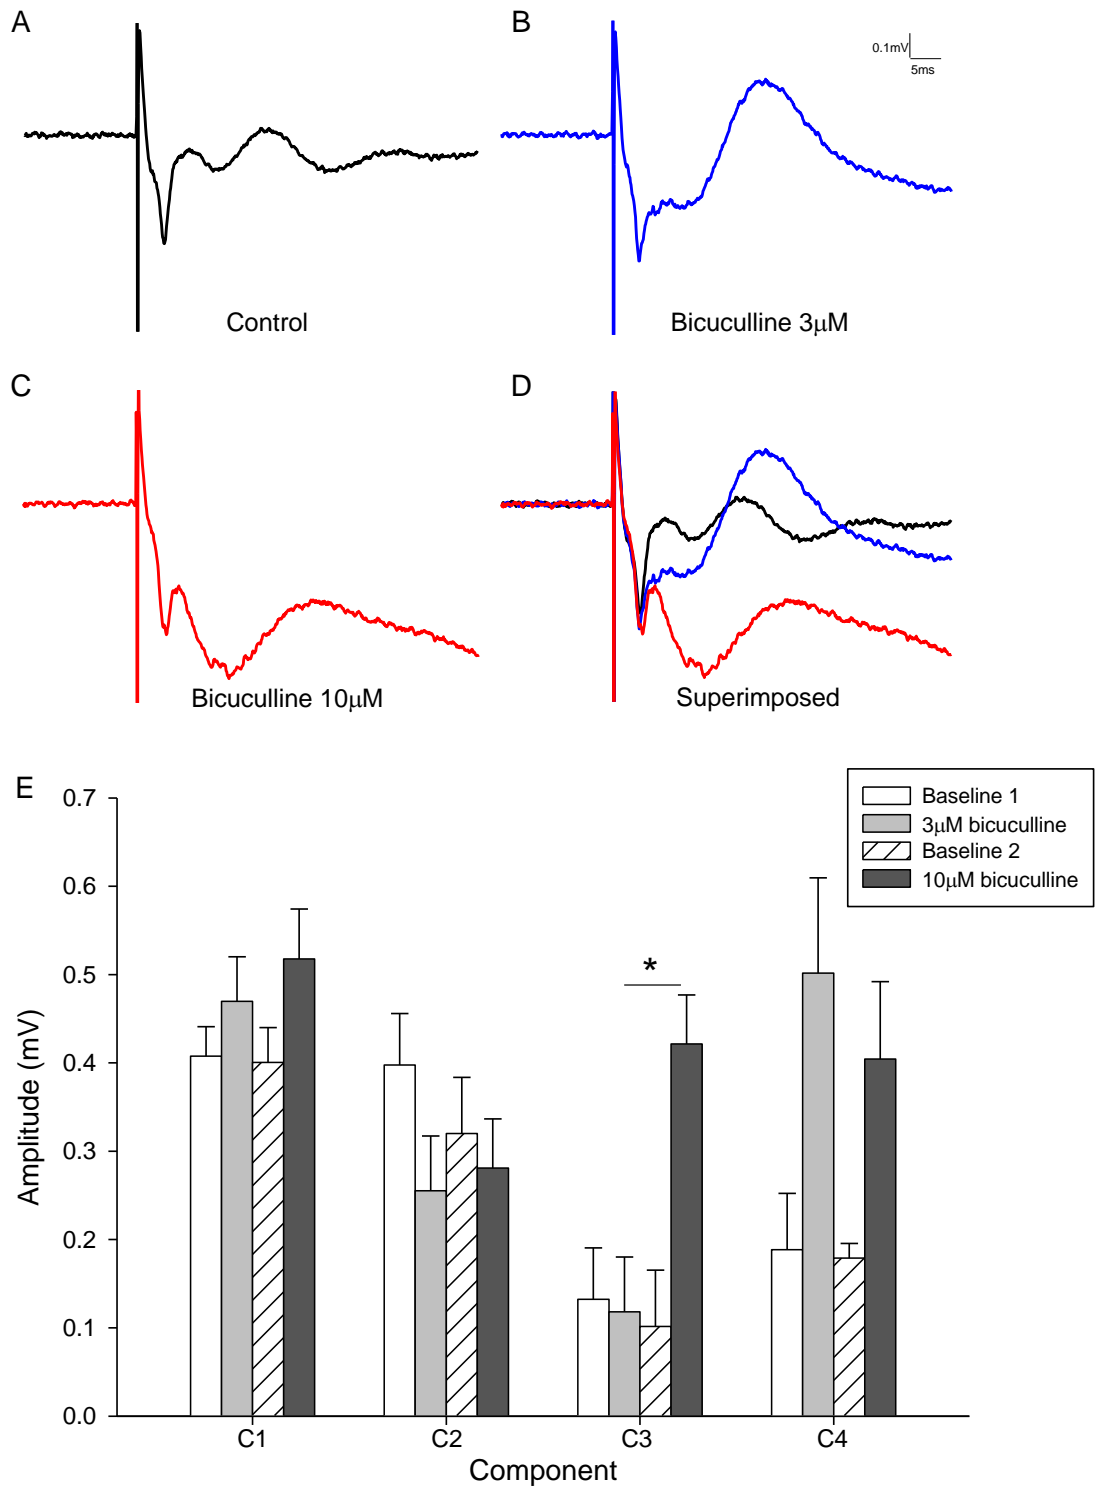 A
B
0.1mV
5ms
Control
Bicuculline 3μM
C
D
Bicuculline 10μM
Superimposed
E
Baseline 1
3μM bicuculline
Baseline 2
10μM bicuculline
*
0.7
0.6
0.5
0.4
0.3
0.2
0.1
0.0
Amplitude (mV)
C1 C2 C3 C4
Component